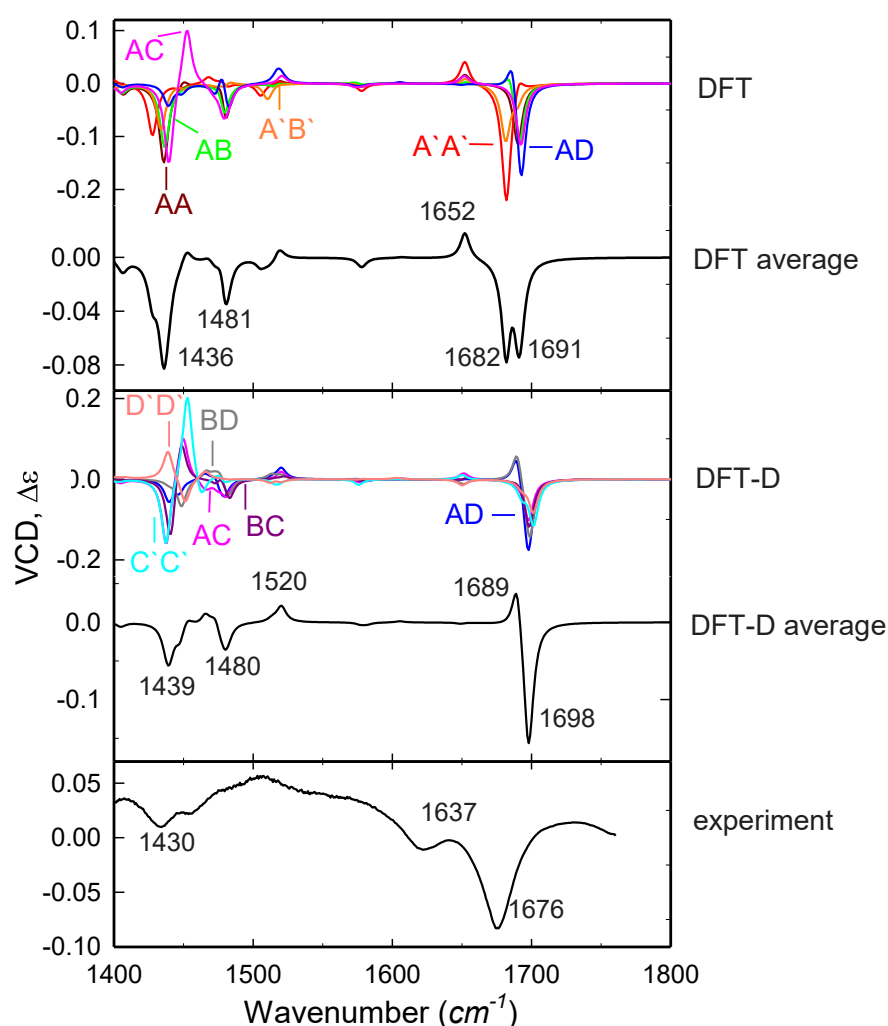 0.1
AC
0.0
DFT
A`B`
-0.1
AB
A`A`
AD
-0.2
AA
1652
0.00
DFT average
-0.04
1481
1436
1682
1691
-0.08
0.2
D`D`
BD
0.0
DFT-D
AD
AC
BC
-0.2
C`C`
1520
1689
0.0
DFT-D average
1439
1480
-0.1
1698
VCD, Δε
0.05
1637
0.00
experiment
1430
-0.05
1676
-0.10
1400 1500 1600 1700 1800
Wavenumber (cm-1)